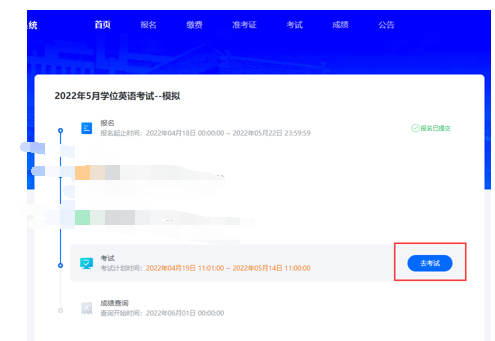 统 首页 报名 缴费 准考证 考试 成绩 公告
2022年5月学位英语考试--模拟
报名
报名起止时间：2022年04月18日 00:00:00 ~ 2022年05月22日 23:59:59
报名已提交
考试
考试计划时间：2022年04月19日 11:01:00 ~ 2022年05月14日 11:00:00
去考试
成绩查询
查询开始时间：2022年06月01日 00:00:00